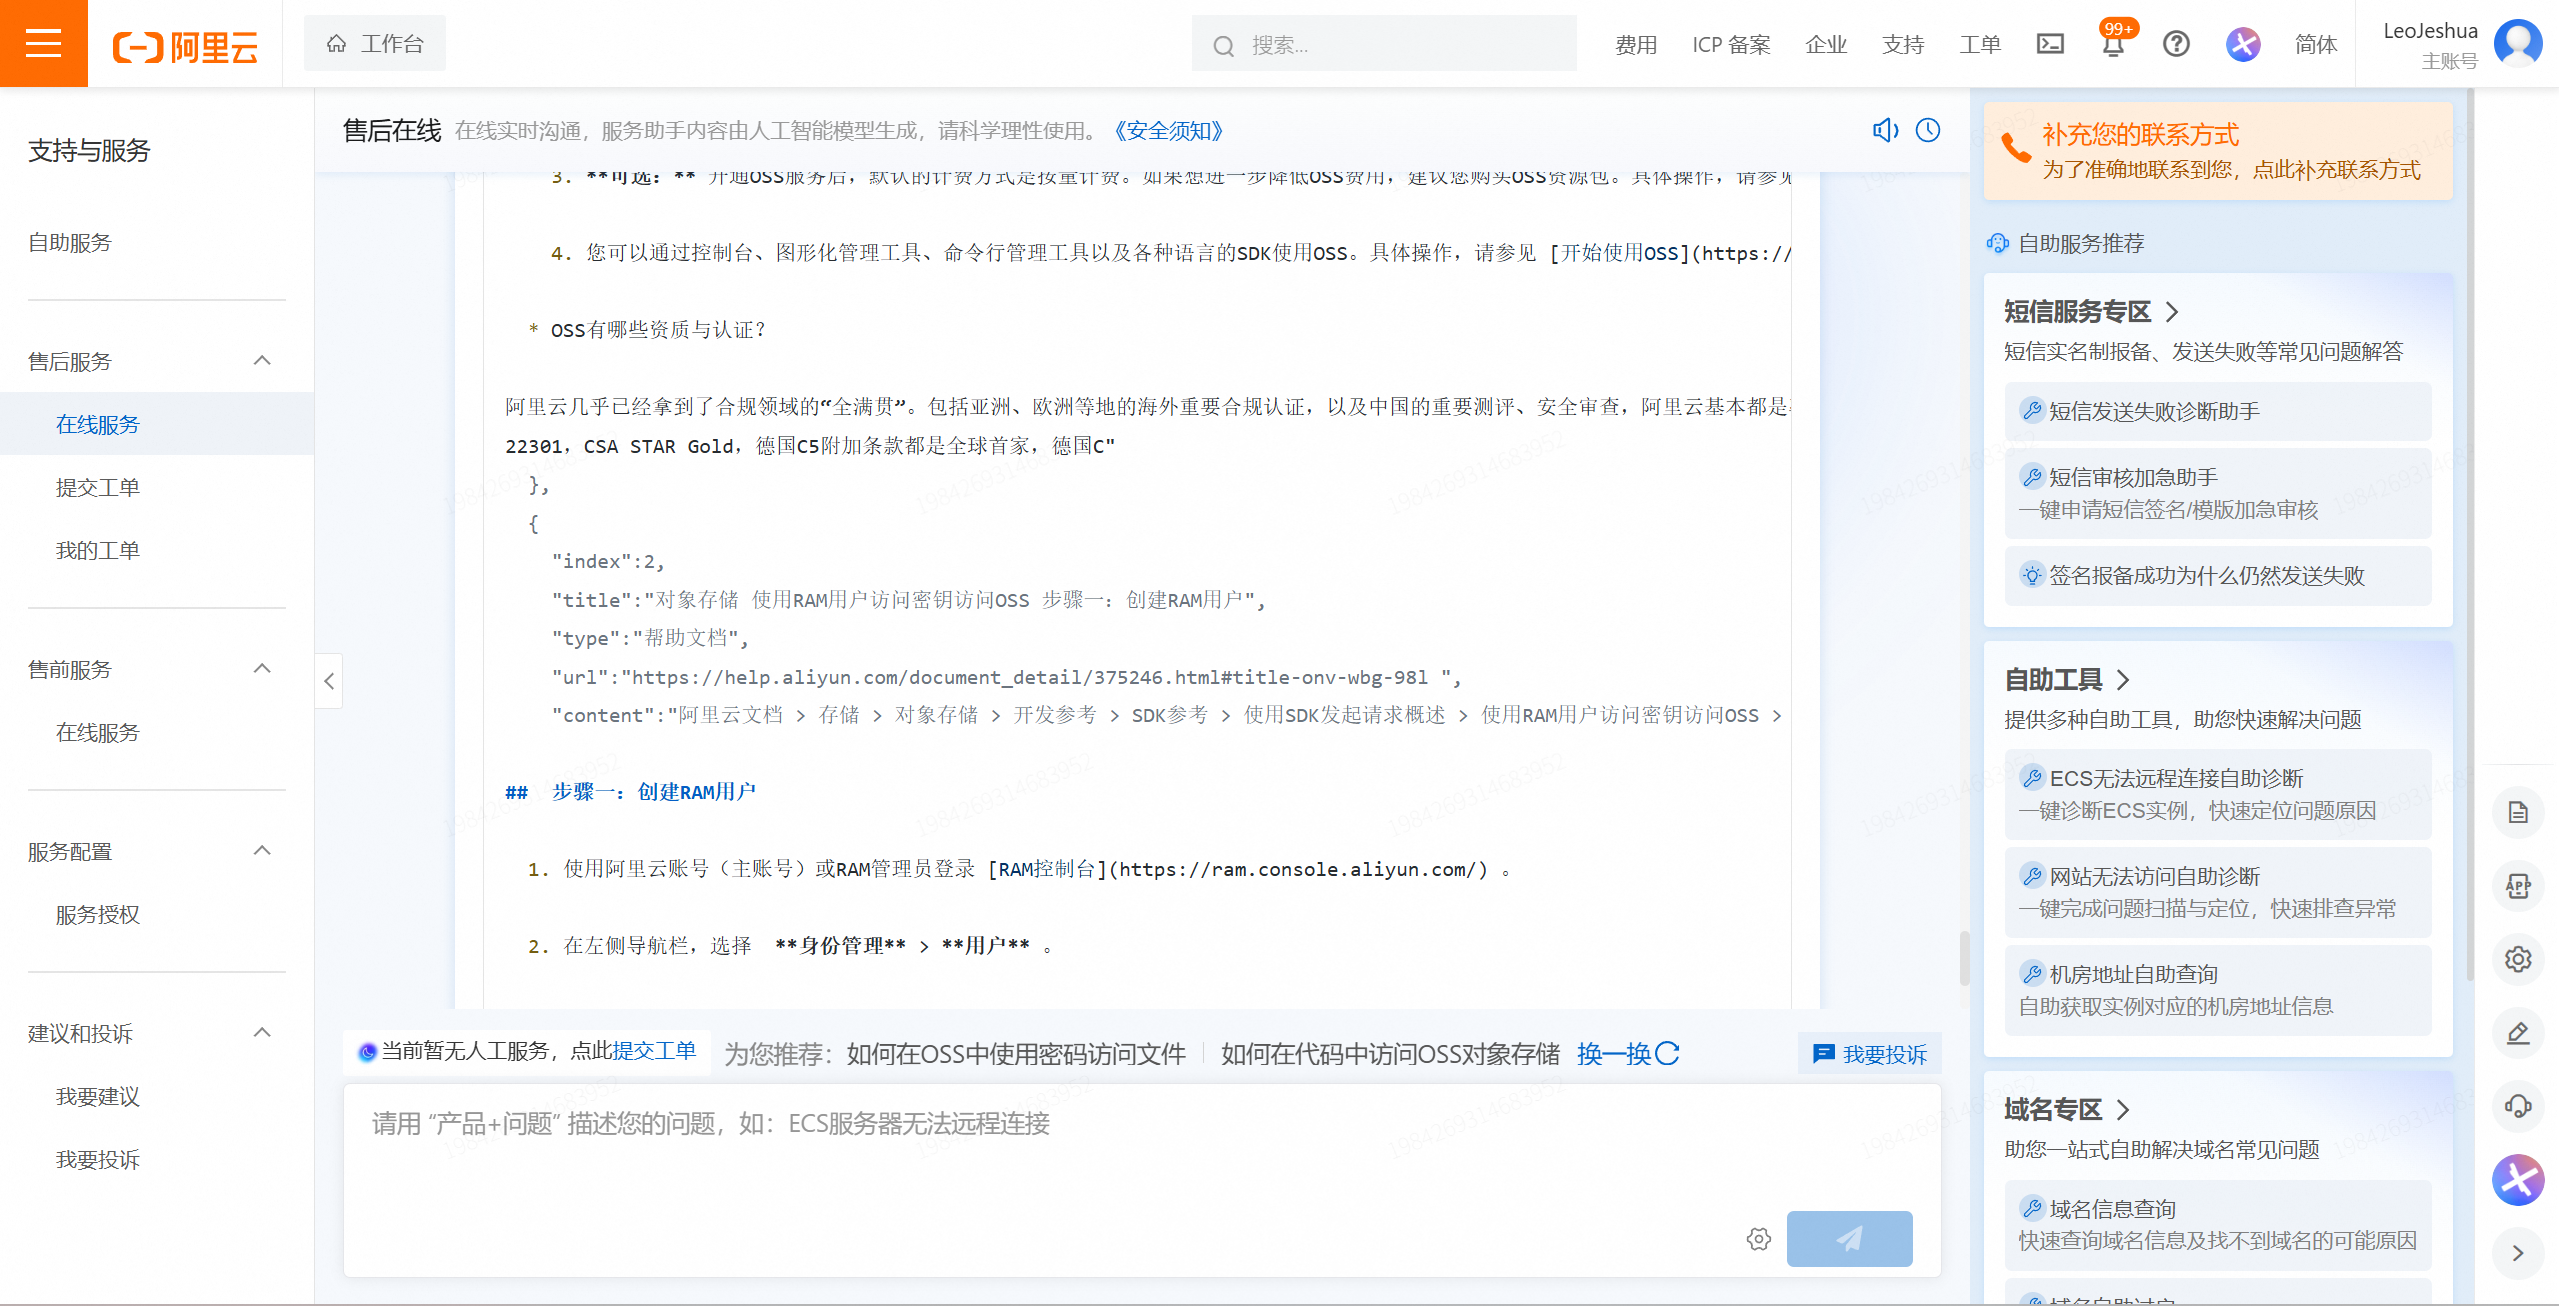 阿里云
工作台
搜索...
费用
ICP 备案
企业
支持
工单
99+
简体
LeoJeshua
主账号
支持与服务
自助服务
售后服务
在线服务
提交工单
我的工单
售前服务
在线服务
服务配置
服务授权
建议和投诉
我要建议
我要投诉
售后在线 在线实时沟通，服务助手内容由人工智能模型生成，请科学理性使用。《安全须知》
3. **可选：** 开通OSS服务后，默认的计费方式是按量计费。如果想进一步降低OSS费用，建议您购买OSS资源包。具体操作，请参见
4. 您可以通过控制台、图形化管理工具、命令行管理工具以及各种语言的SDK使用OSS。具体操作，请参见 [开始使用OSS](https://
* OSS有哪些资质与认证？
阿里云几乎已经拿到了合规领域的“全满贯”。包括亚洲、欧洲等地的海外重要合规认证，以及中国的重要测评、安全审查，阿里云基本都是
22301，CSA STAR Gold，德国C5附加条款都是全球首家，德国C"
},
{
"index":2,
"title":"对象存储 使用RAM用户访问密钥访问OSS 步骤一：创建RAM用户",
"type":"帮助文档",
"url":"https://help.aliyun.com/document_detail/375246.html#title-onv-wbg-98l ",
"content":"阿里云文档 > 存储 > 对象存储 > 开发参考 > SDK参考 > 使用SDK发起请求概述 > 使用RAM用户访问密钥访问OSS >
## 步骤一：创建RAM用户
1. 使用阿里云账号（主账号）或RAM管理员登录 [RAM控制台](https://ram.console.aliyun.com/) 。
2. 在左侧导航栏，选择 **身份管理** > **用户** 。
当前暂无人工服务，点此提交工单
为您推荐： 如何在OSS中使用密码访问文件 如何在代码中访问OSS对象存储 换一换
我要投诉
请用 “产品+问题” 描述您的问题，如：ECS服务器无法远程连接
补充您的联系方式
为了准确地联系到您，点此补充联系方式
自助服务推荐
短信服务专区
短信实名制报备、发送失败等常见问题解答
短信发送失败诊断助手
短信审核加急助手
一键申请短信签名/模版加急审核
签名报备成功为什么仍然发送失败
自助工具
提供多种自助工具，助您快速解决问题
ECS无法远程连接自助诊断
一键诊断ECS实例，快速定位问题原因
网站无法访问自助诊断
一键完成问题扫描与定位，快速排查异常
机房地址自助查询
自助获取实例对应的机房地址信息
域名专区
助您一站式自助解决域名常见问题
域名信息查询
快速查询域名信息及找不到域名的可能原因
APP
1984269314683952